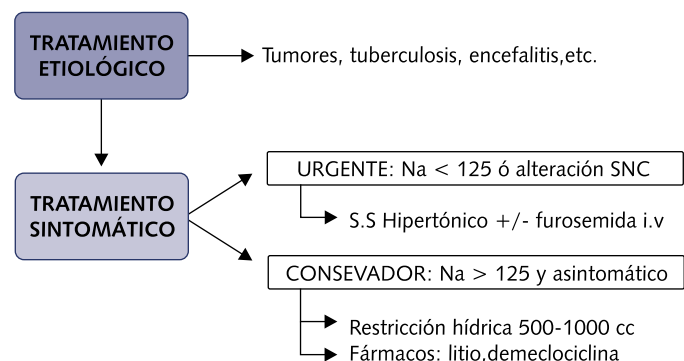 TRATAMIENTO
ETIOLÓGICO
Tumores, tuberculosis, encefalitis,etc.
TRATAMIENTO
SINTOMÁTICO
URGENTE: Na < 125 ó alteración SNC
S.S Hipertónico +/- furosemida i.v
CONSEVADOR: Na > 125 y asintomático
Restricción hídrica 500-1000 cc
Fármacos: litio,demeclociclina